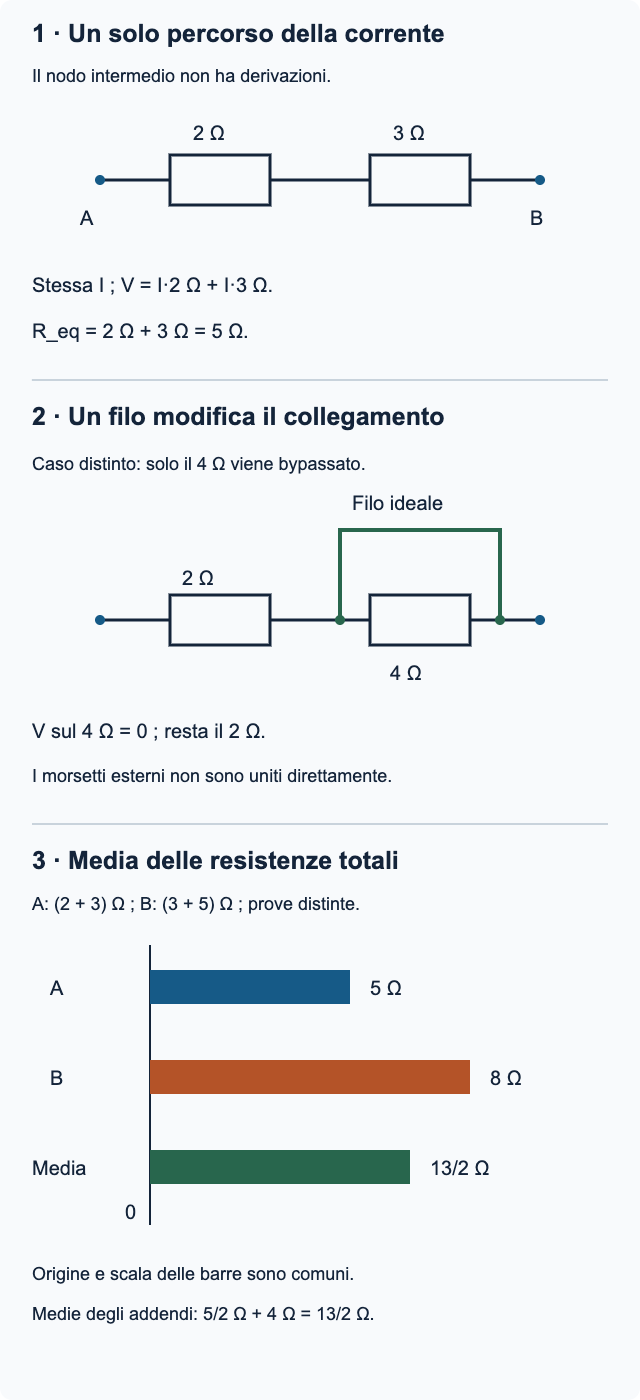 1 · Un solo percorso della corrente
Il nodo intermedio non ha derivazioni.
2 Ω
3 Ω
A
B
Stessa I ; V = I·2 Ω + I·3 Ω.
R_eq = 2 Ω + 3 Ω = 5 Ω.
2 · Un filo modifica il collegamento
Caso distinto: solo il 4 Ω viene bypassato.
Filo ideale
2 Ω
4 Ω
V sul 4 Ω = 0 ; resta il 2 Ω.
I morsetti esterni non sono uniti direttamente.
3 · Media delle resistenze totali
A: (2 + 3) Ω ; B: (3 + 5) Ω ; prove distinte.
A
5 Ω
B
8 Ω
Media
13/2 Ω
0
Origine e scala delle barre sono comuni.
Medie degli addendi: 5/2 Ω + 4 Ω = 13/2 Ω.